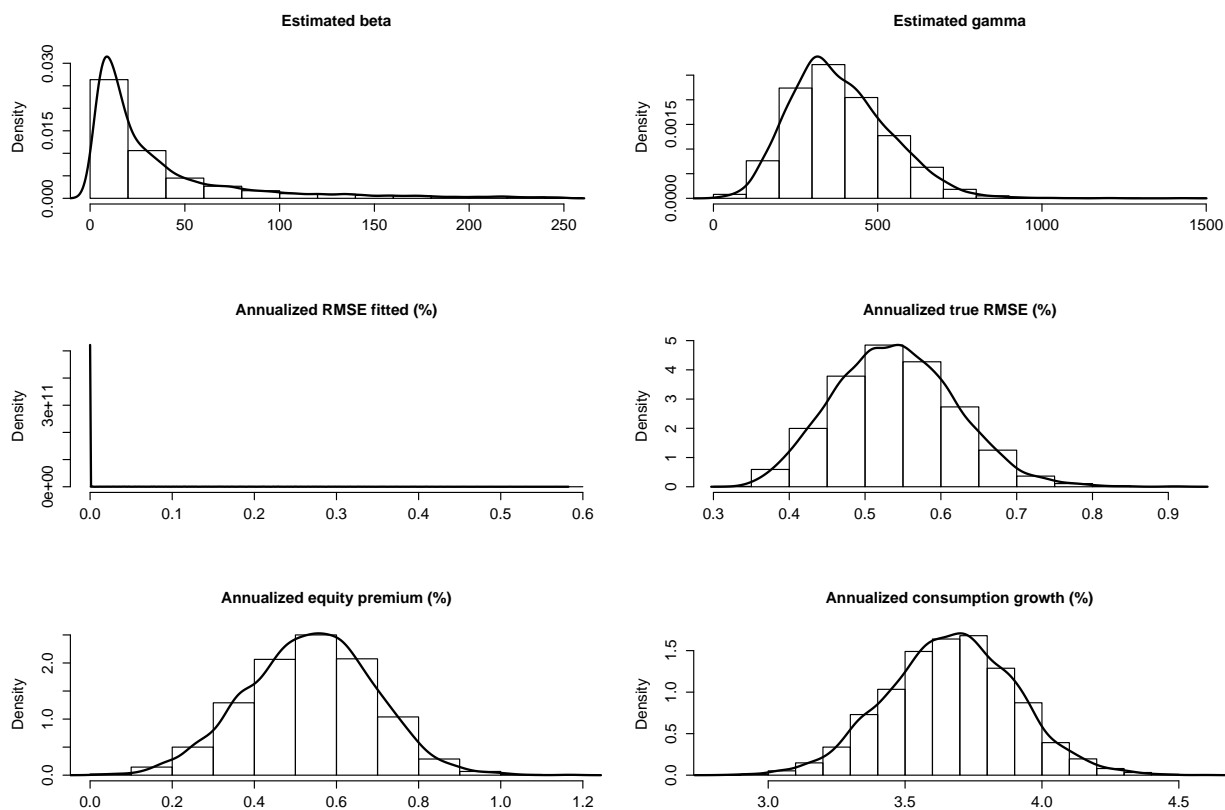 Estimated beta
Density
0.000 0.015 0.030
0 50 100 150 200 250
Estimated gamma
Density
0.0000 0.0015
0 500 1000 1500
Annualized RMSE fitted (%)
Density
0e+00 3e+11
0.0 0.1 0.2 0.3 0.4 0.5 0.6
Annualized true RMSE (%)
Density
0 1 2 3 4 5
0.3 0.4 0.5 0.6 0.7 0.8 0.9
Annualized equity premium (%)
Density
0.0 1.0 2.0
0.0 0.2 0.4 0.6 0.8 1.0 1.2
Annualized consumption growth (%)
Density
0.0 0.5 1.0 1.5
3.0 3.5 4.0 4.5